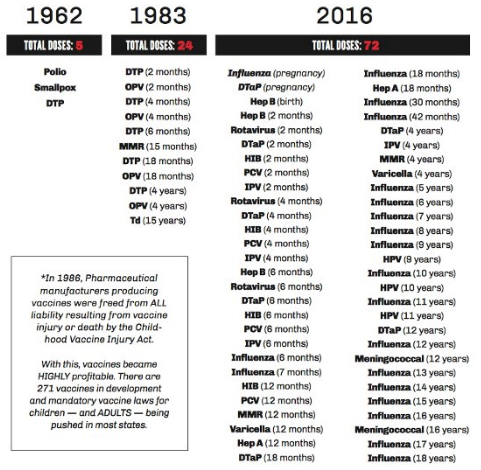 1962
TOTAL DOSES: 5
Polio
Smallpox
DTP
1983
TOTAL DOSES: 24
DTP (2 months)
OPV (2 months)
DTP (4 months)
OPV (4 months)
DTP (6 months)
MMR (15 months)
DTP (18 months)
OPV (18 months)
DTP (4 years)
OPV (4 years)
Td (15 years)
2016
TOTAL DOSES: 72
Influenza (pregnancy)
DTaP (pregnancy)
Hep B (birth)
Hep B (2 months)
Rotavirus (2 months)
DTaP (2 months)
HIB (2 months)
PCV (2 months)
IPV (2 months)
Rotavirus (4 months)
DTaP (4 months)
HIB (4 months)
PCV (4 months)
IPV (4 months)
Hep B (6 months)
Rotavirus (6 months)
DTaP (6 months)
HIB (6 months)
PCV (6 months)
IPV (6 months)
Influenza (6 months)
Influenza (7 months)
HIB (12 months)
PCV (12 months)
MMR (12 months)
Varicella (12 months)
Hep A (12 months)
DTaP (18 months)
Influenza (18 months)
Hep A (18 months)
Influenza (30 months)
Influenza (42 months)
DTaP (4 years)
IPV (4 years)
MMR (4 years)
Varicella (4 years)
Influenza (5 years)
Influenza (6 years)
Influenza (7 years)
Influenza (8 years)
Influenza (9 years)
HPV (9 years)
Influenza (10 years)
HPV (10 years)
Influenza (11 years)
HPV (11 years)
DTaP (12 years)
Influenza (12 years)
Meningococcal (12 years)
Influenza (13 years)
Influenza (14 years)
Influenza (15 years)
Influenza (16 years)
Meningococcal (16 years)
Influenza (17 years)
Influenza (18 years)
*In 1986, Pharmaceutical
manufacturers producing
vaccines were freed from ALL
liability resulting from vaccine
injury or death by the Child-
hood Vaccine Injury Act.
With this, vaccines became
HIGHLY profitable. There are
271 vaccines in development
and mandatory vaccine laws for
children — and ADULTS — being
pushed in most states.